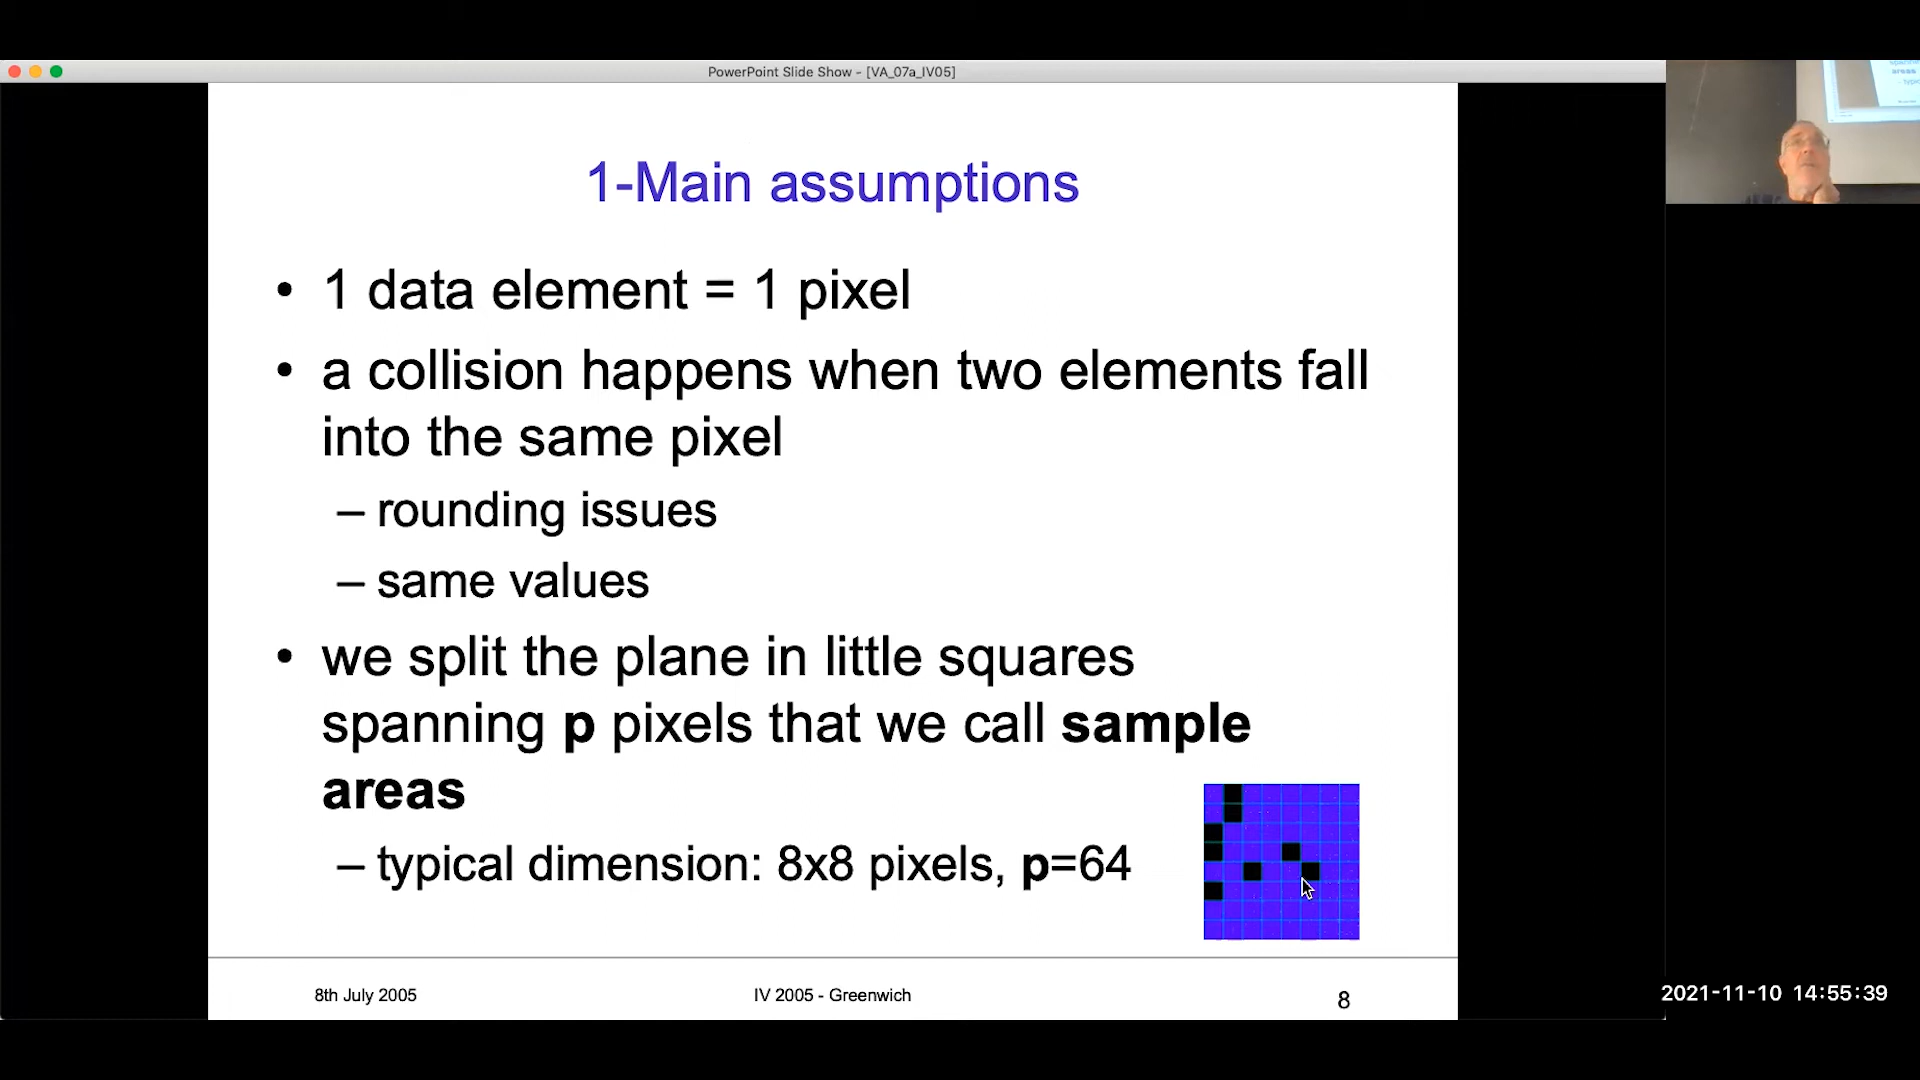 PowerPoint Slide Show - [VA_07a_IV05]
1-Main assumptions
• 1 data element = 1 pixel
• a collision happens when two elements fall
into the same pixel
– rounding issues
– same values
• we split the plane in little squares
spanning p pixels that we call sample
areas
– typical dimension: 8x8 pixels, p=64
8th July 2005
IV 2005 - Greenwich
8
2021-11-10 14:55:39